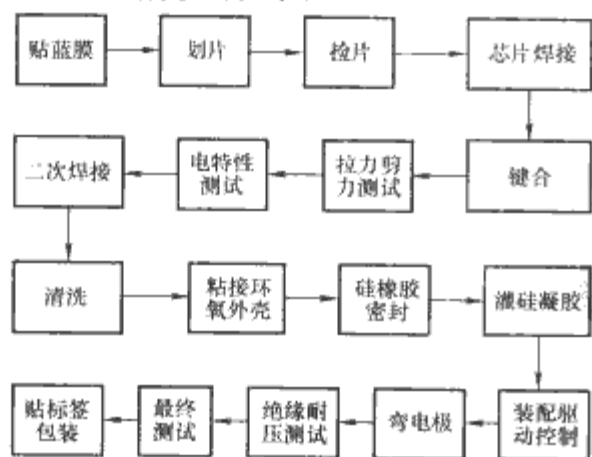 贴蓝膜
划片
检片
芯片焊接
二次焊接
电特性
测试
拉力剪
力测试
键合
清洗
粘接环
氧外壳
硅橡胶
密封
灌硅凝胶
贴标签
包装
最终
测试
绝缘耐
压测试
弯电极
装配驱
动控制